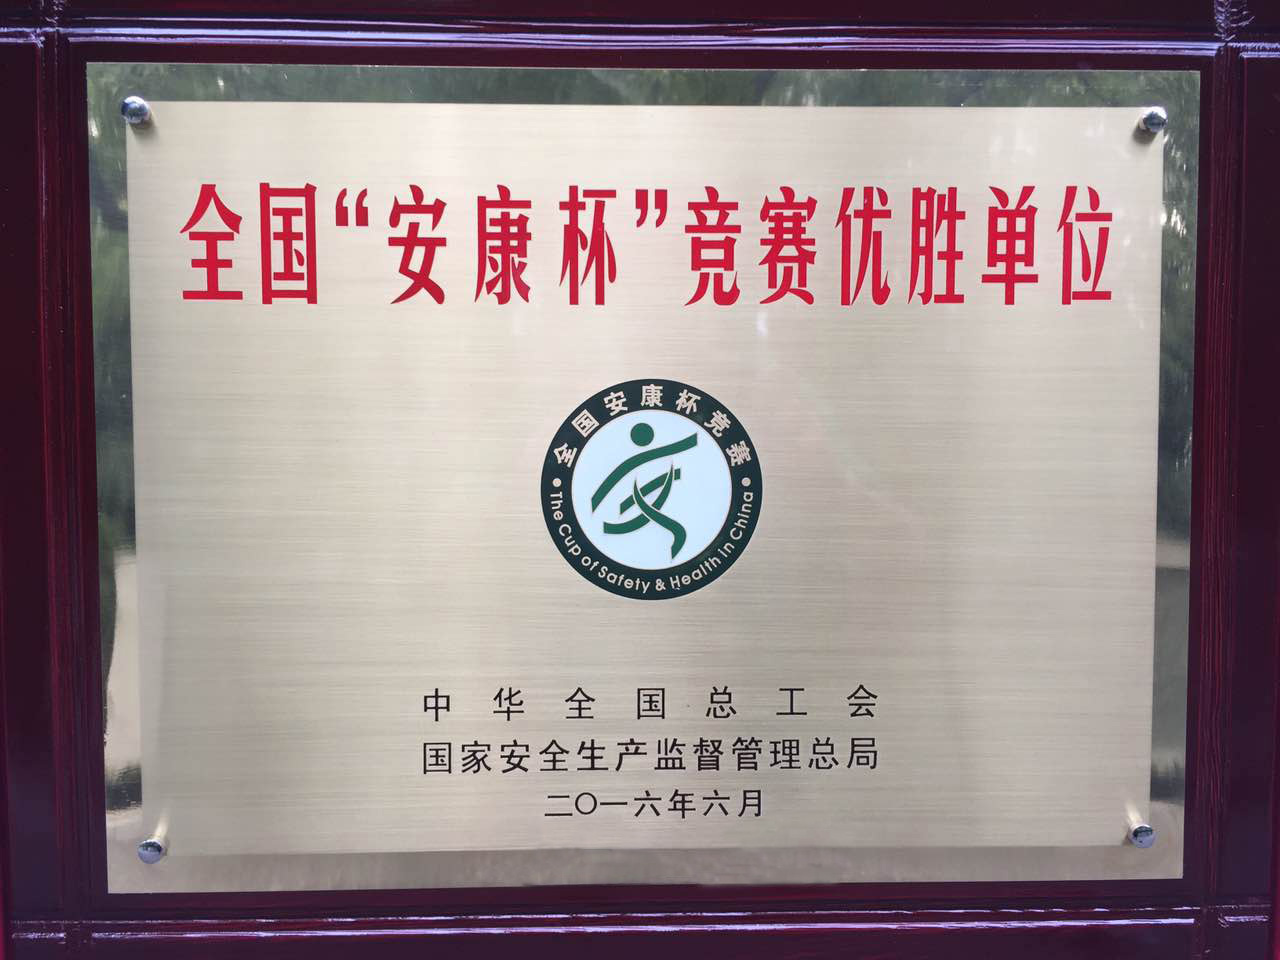 全国“安康杯”竞赛优胜单位
全国安康杯竞赛
The Cup of Safety & Health in China
中华全国总工会
国家安全生产监督管理总局
二〇一六年六月